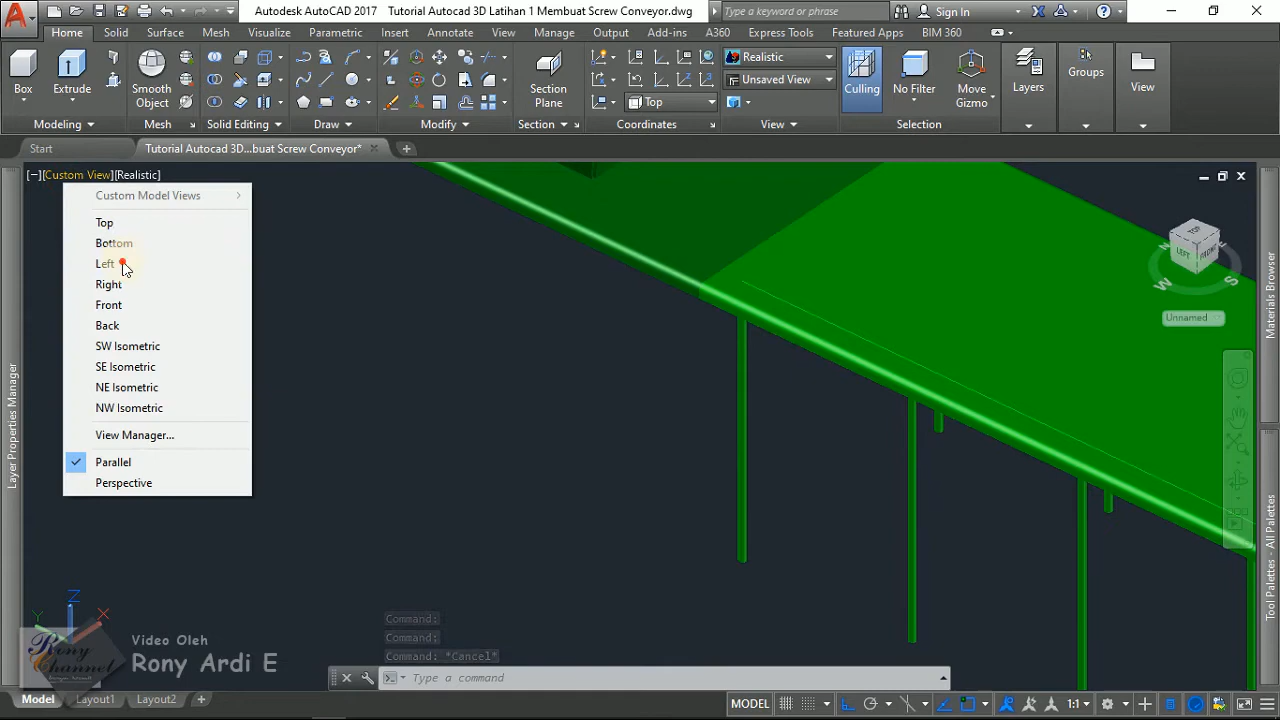 Autodesk AutoCAD 2017 Tutorial Autocad 3D Latihan 1 Membuat Screw Conveyor.dwg
Type a keyword or phrase
Sign In
Home Solid Surface Mesh Visualize Parametric Insert Annotate View Manage Output Add-ins A360 Express Tools Featured Apps BIM 360
Box
Extrude
Smooth Object
Section Plane
Realistic
Unsaved View
Top
Culling
No Filter
Move Gizmo
Layers
Groups
View
Modeling
Mesh
Solid Editing
Draw
Modify
Section
Coordinates
View
Selection
Start
Tutorial Autocad 3D...buat Screw Conveyor*
[−][Custom View][Realistic]
Custom Model Views
Top
Bottom
Left
Right
Front
Back
SW Isometric
SE Isometric
NE Isometric
NW Isometric
View Manager...
Parallel
Perspective
TOP
LEFT
FRONT
N
E
W
S
Unnamed
Layer Properties Manager
Materials Browser
Tool Palettes - All Palettes
Z
Y
X
Rony Channel
Video Oleh
Rony Ardi E
Command:
Command:
Command: *Cancel*
Type a command
Model Layout1 Layout2
MODEL
1:1